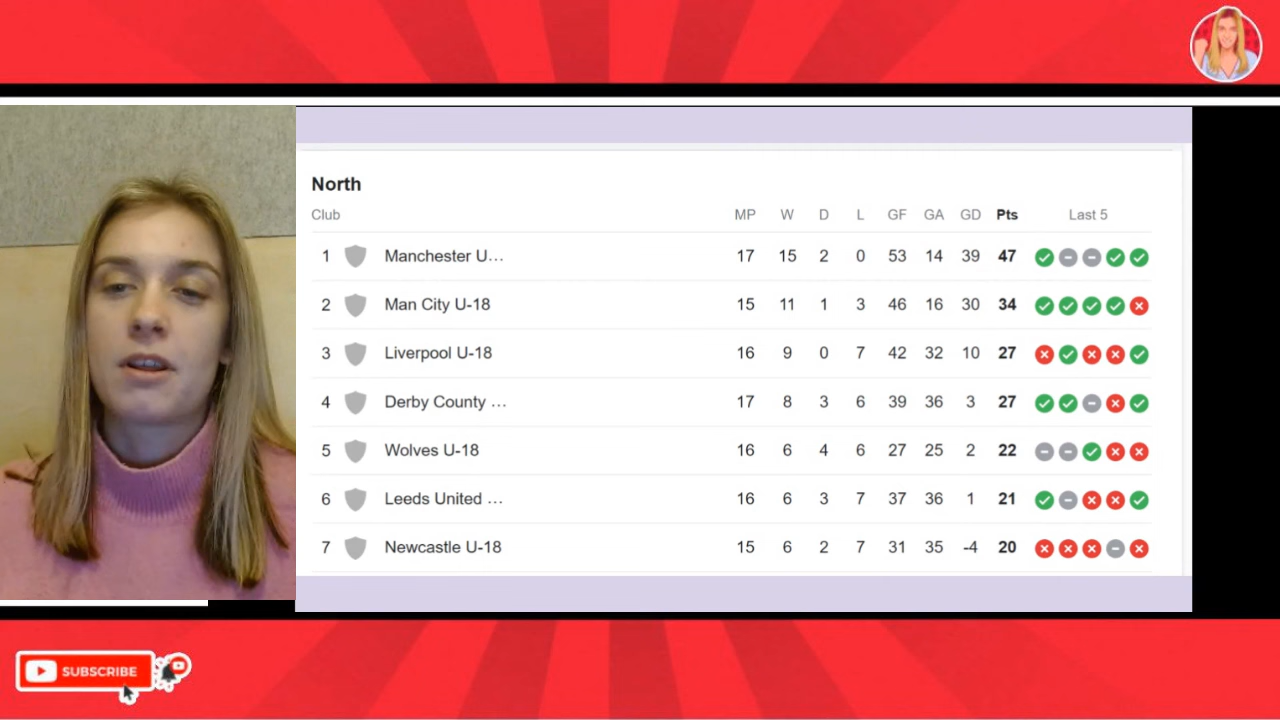 North
Club MP W D L GF GA GD Pts Last 5
1 Manchester U... 17 15 2 0 53 14 39 47
2 Man City U-18 15 11 1 3 46 16 30 34
3 Liverpool U-18 16 9 0 7 42 32 10 27
4 Derby County ... 17 8 3 6 39 36 3 27
5 Wolves U-18 16 6 4 6 27 25 2 22
6 Leeds United ... 16 6 3 7 37 36 1 21
7 Newcastle U-18 15 6 2 7 31 35 -4 20
SUBSCRIBE